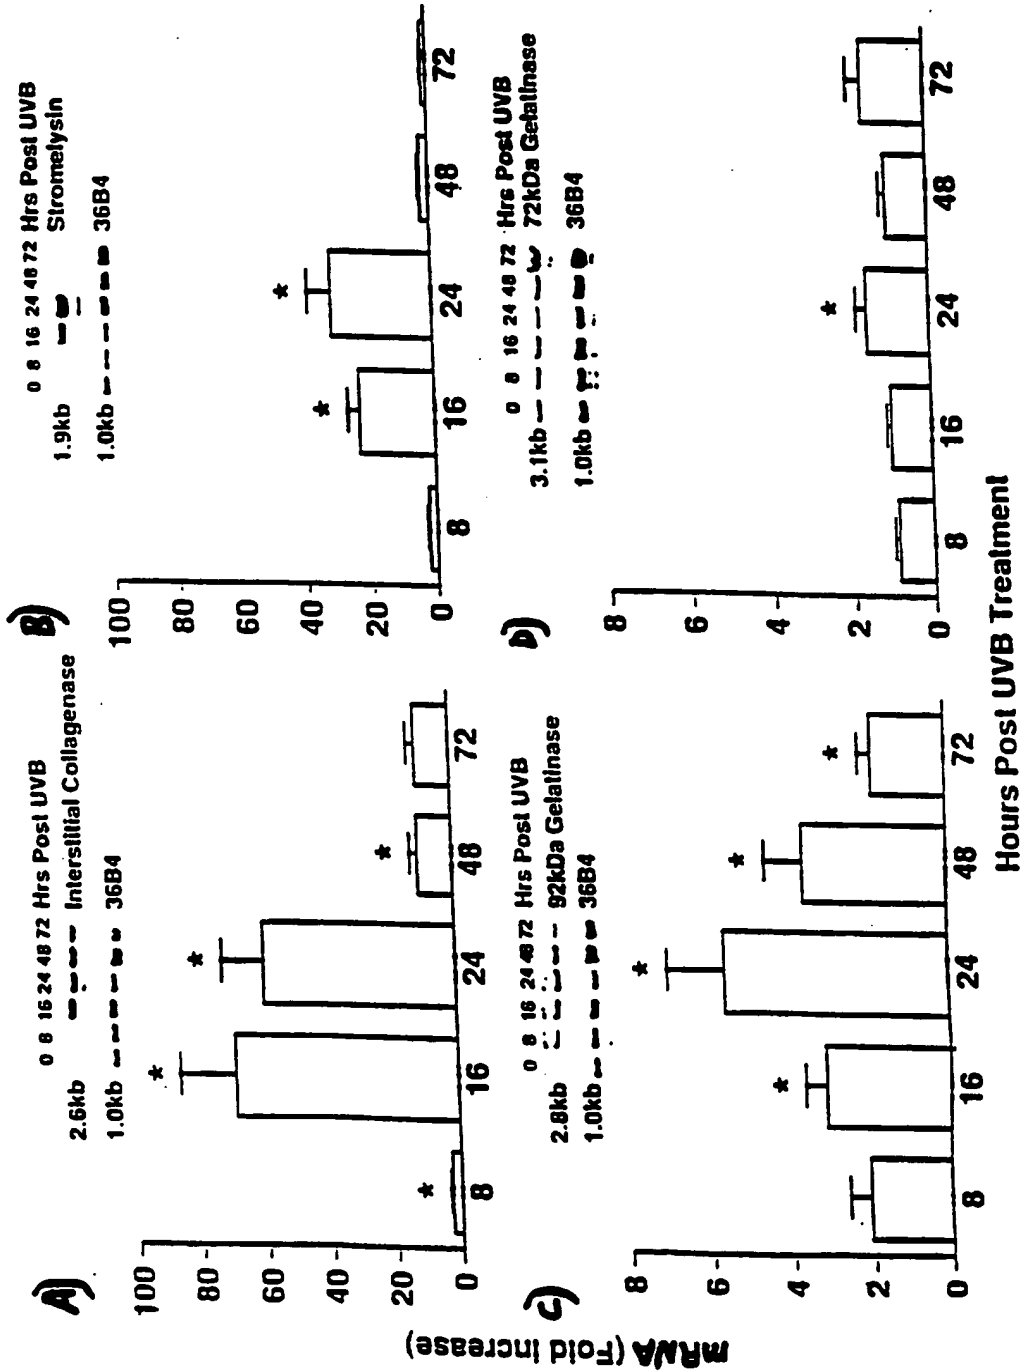 A)
0 8 16 24 48 72 Hrs Post UVB
2.6kb Interstitial Collagenase
1.0kb 36B4
100
80
60
40
20
0
* * * *
8 16 24 48 72
B)
0 8 16 24 48 72 Hrs Post UVB
1.9kb Stromelysin
1.0kb 36B4
100
80
60
40
20
0
* *
8 16 24 48 72
C)
0 8 16 24 48 72 Hrs Post UVB
2.8kb 92kDa Gelatinase
1.0kb 36B4
8
6
4
2
0
* * * *
8 16 24 48 72
D)
0 8 16 24 48 72 Hrs Post UVB
3.1kb 72kDa Gelatinase
1.0kb 36B4
8
6
4
2
0
*
8 16 24 48 72
mRNA (Fold increase)
Hours Post UVB Treatment